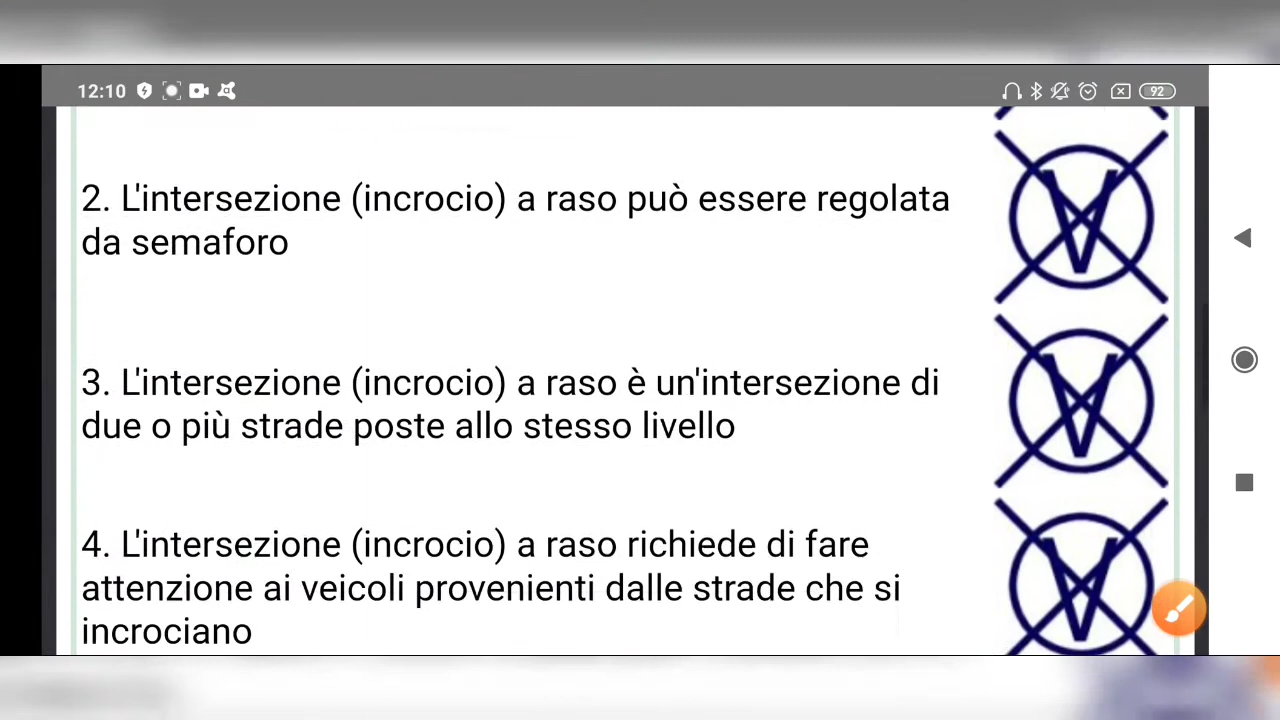 12:10
92
2. L'intersezione (incrocio) a raso può essere regolata
da semaforo
V
3. L'intersezione (incrocio) a raso è un'intersezione di
due o più strade poste allo stesso livello
V
4. L'intersezione (incrocio) a raso richiede di fare
attenzione ai veicoli provenienti dalle strade che si
incrociano
V